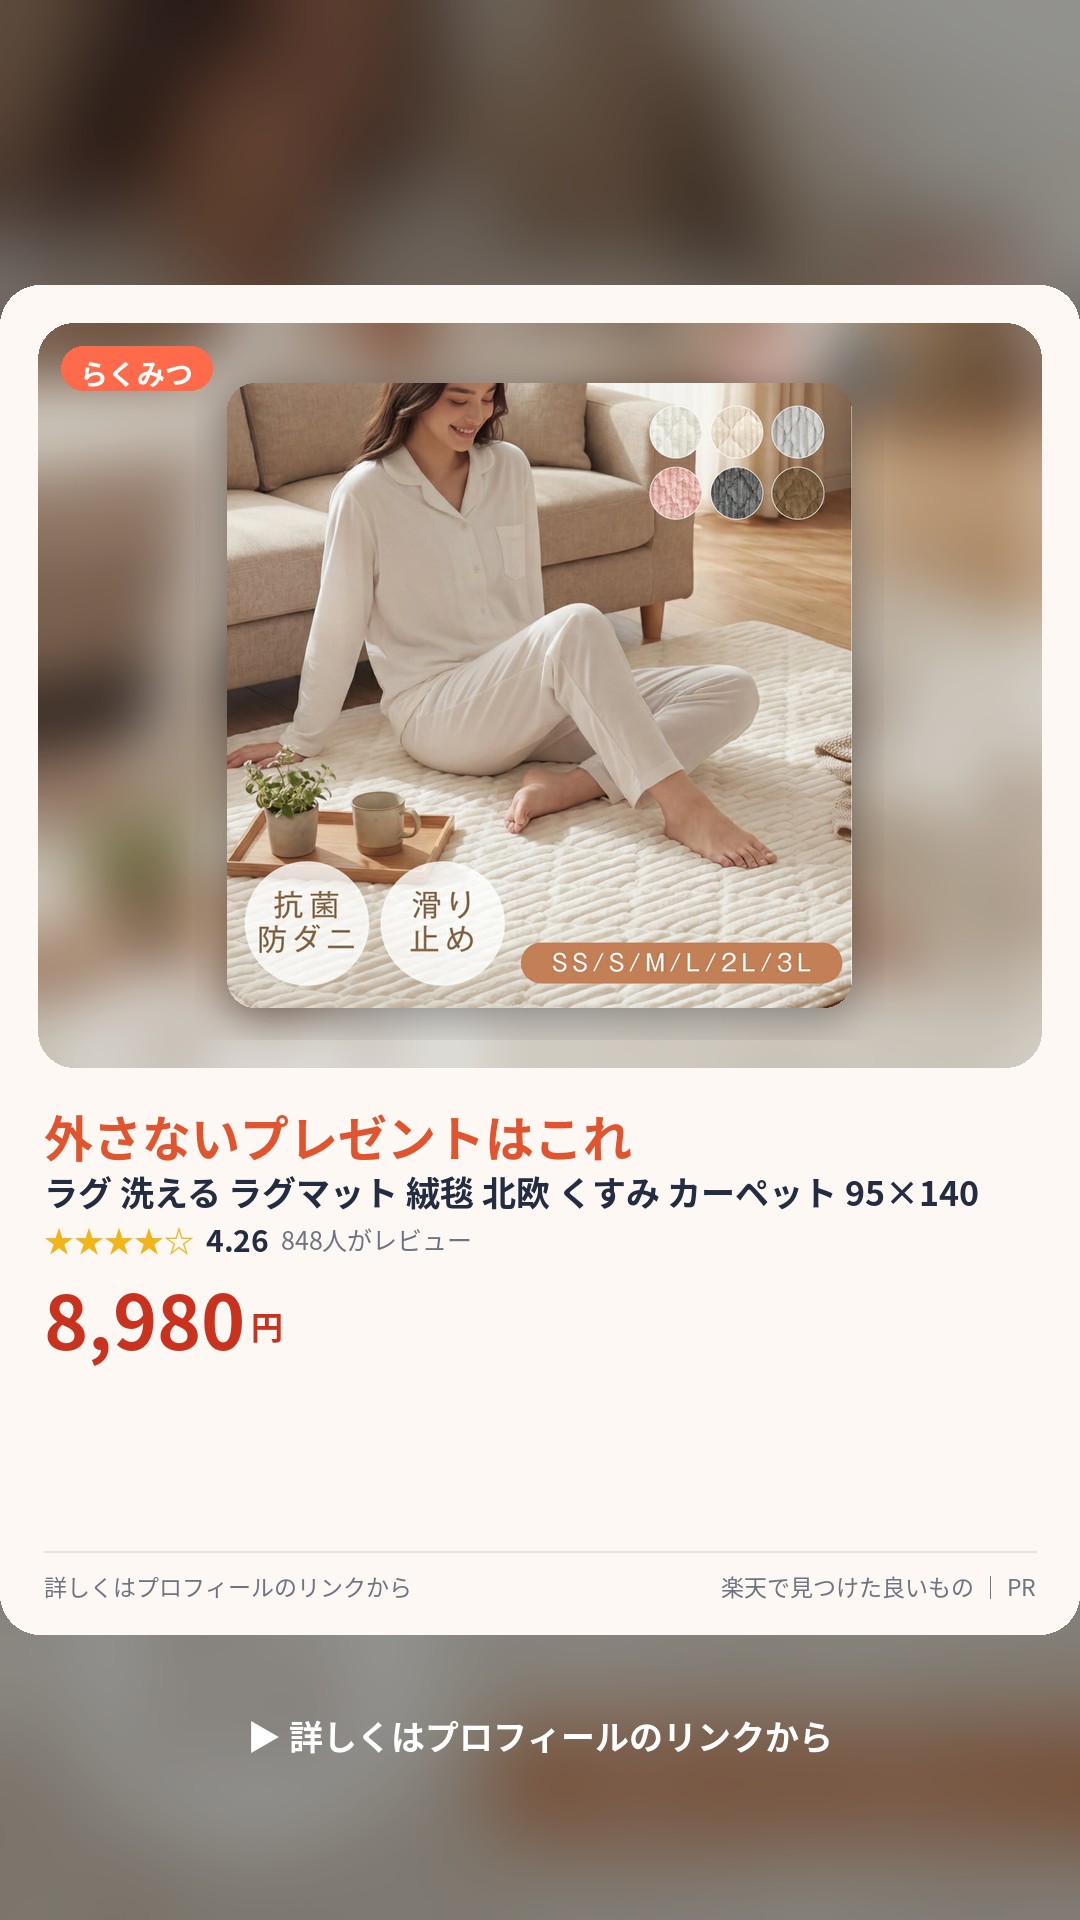 らくみつ
抗菌
防ダニ
滑り
止め
SS/S/M/L/2L/3L
外さないプレゼントはこれ
ラグ 洗える ラグマット 絨毯 北欧 くすみ カーペット 95×140
★★★★☆ 4.26 848人がレビュー
8,980円
詳しくはプロフィールのリンクから
楽天で見つけた良いもの｜PR
▶ 詳しくはプロフィールのリンクから